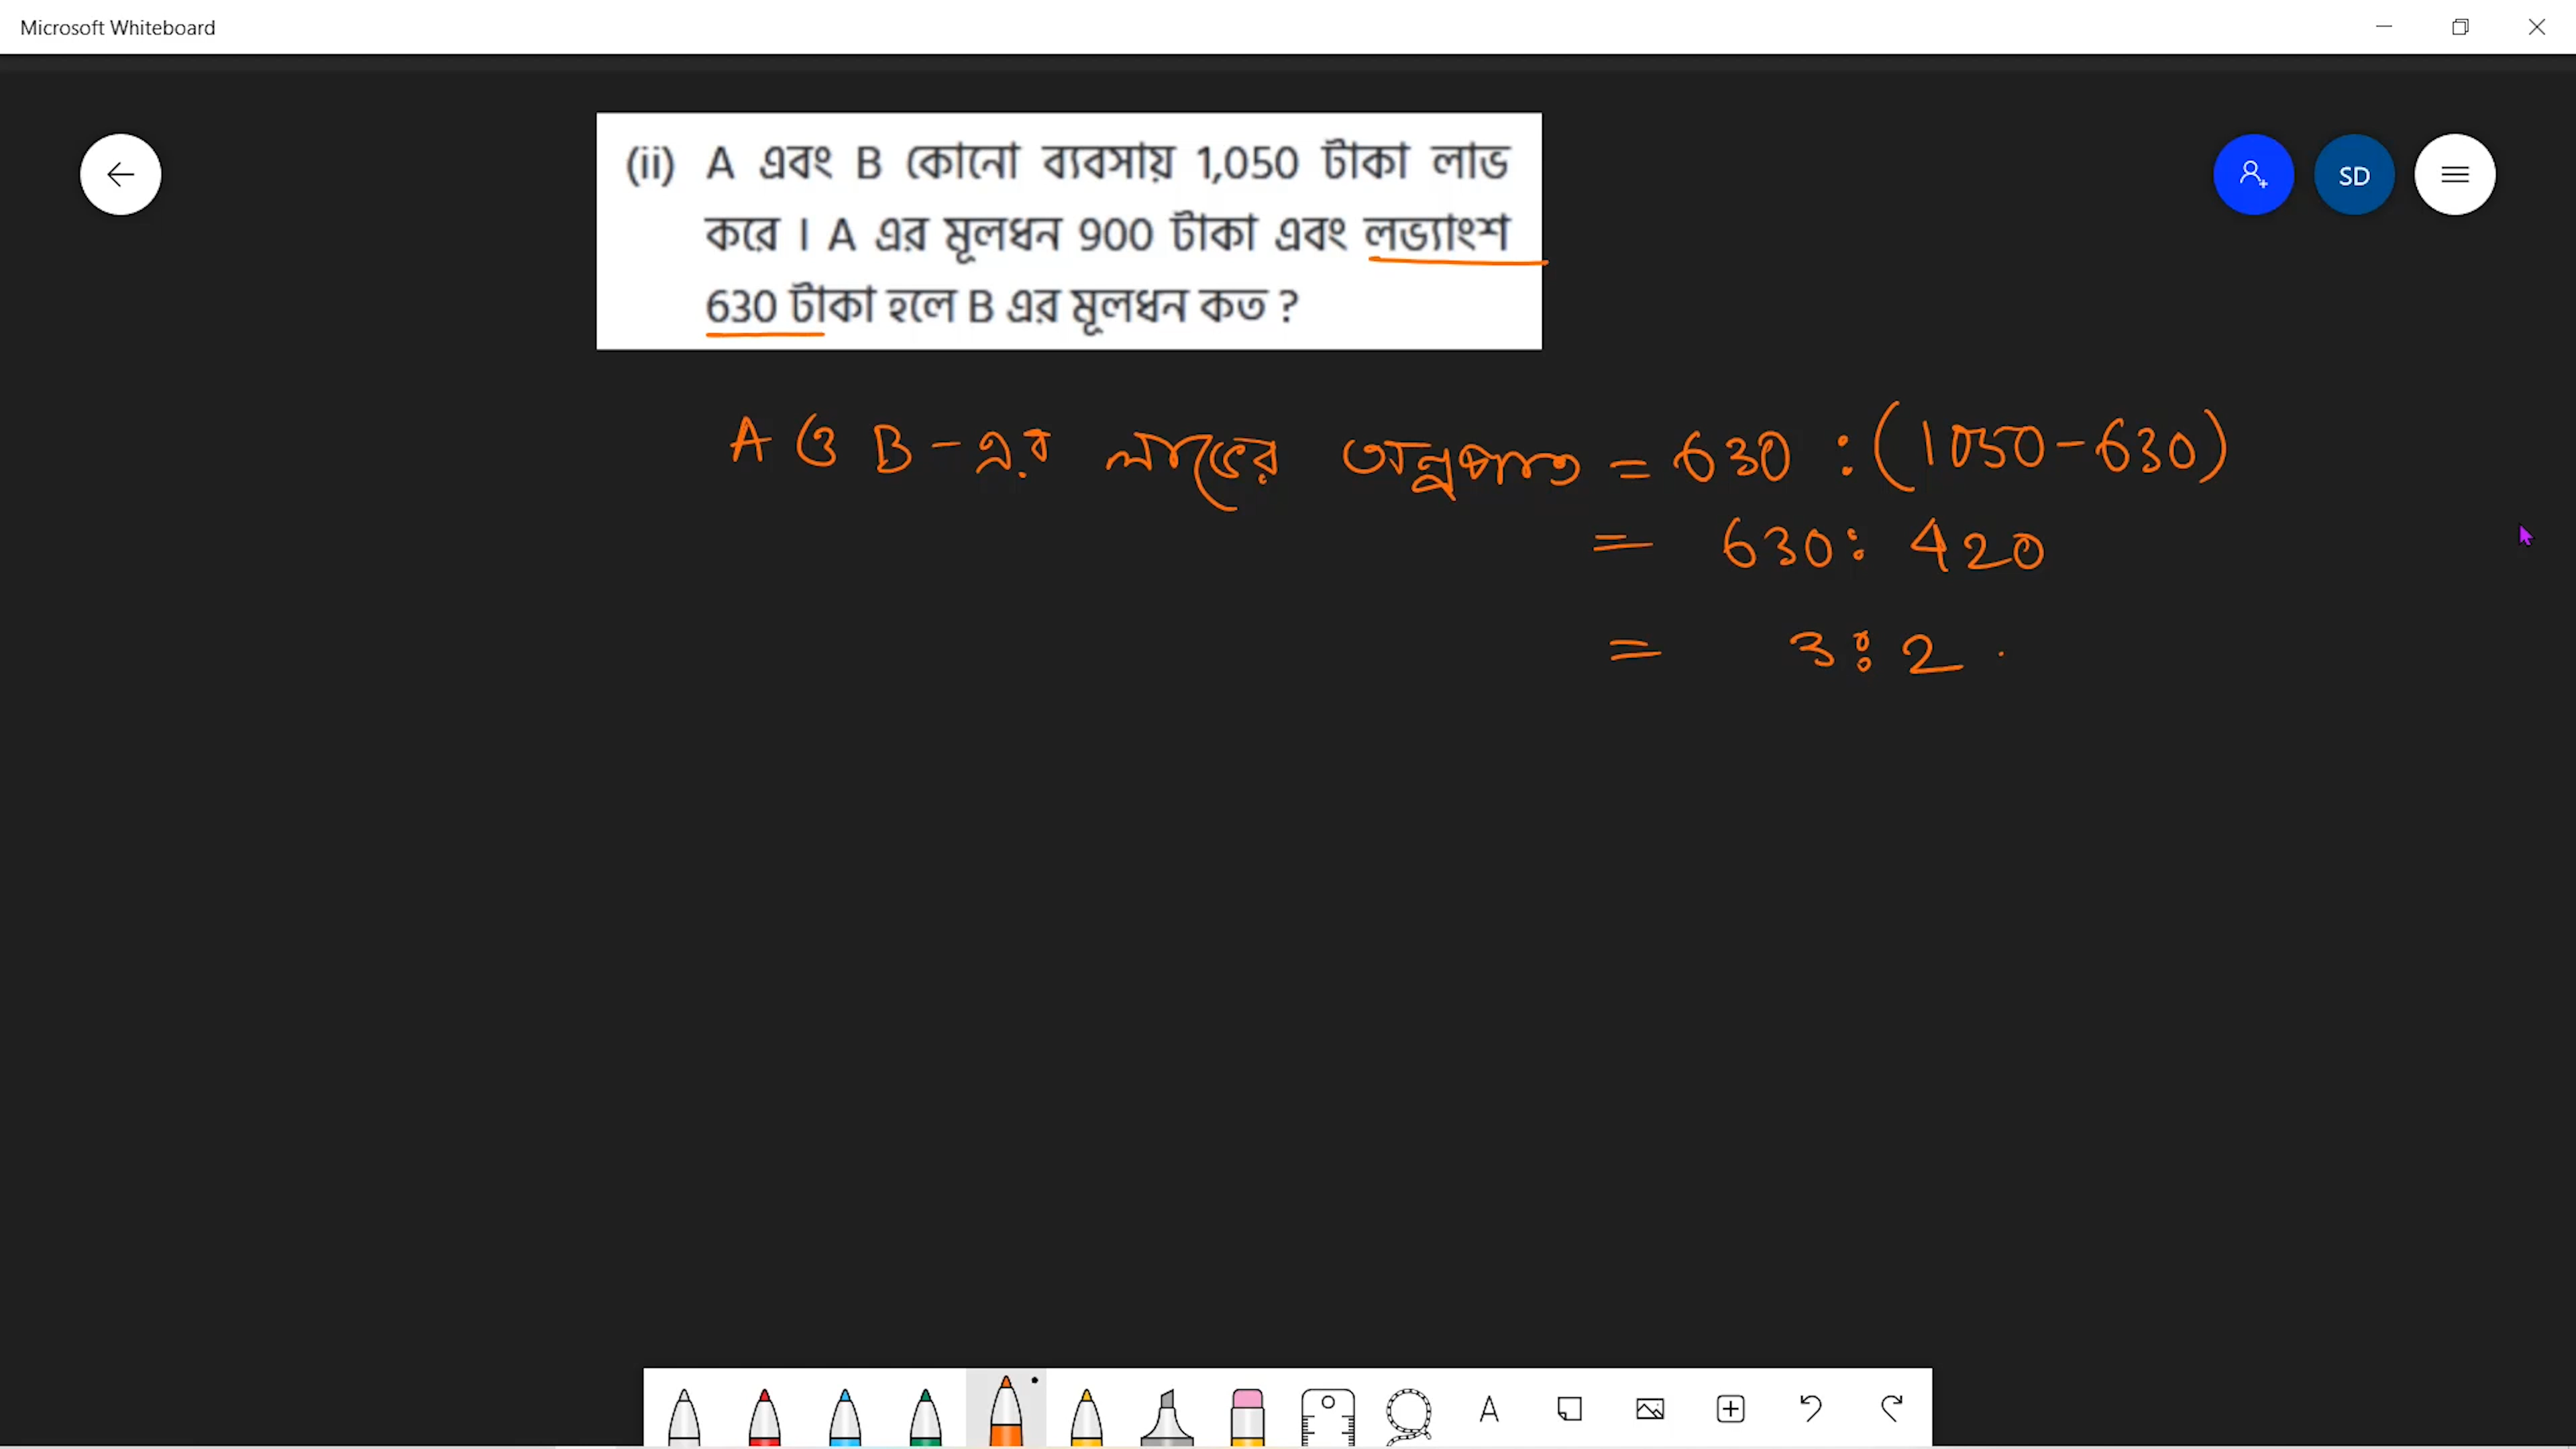 Microsoft Whiteboard
SD
(ii) A এবং B কোনো ব্যবসায় 1,050 টাকা লাভ
করে। A এর মূলধন 900 টাকা এবং লভ্যাংশ
630 টাকা হলে B এর মূলধন কত ?
A ও B-এর লাভের অনুপাত = 630 : (1050-630)
= 630 : 420
= 3 : 2 .
A